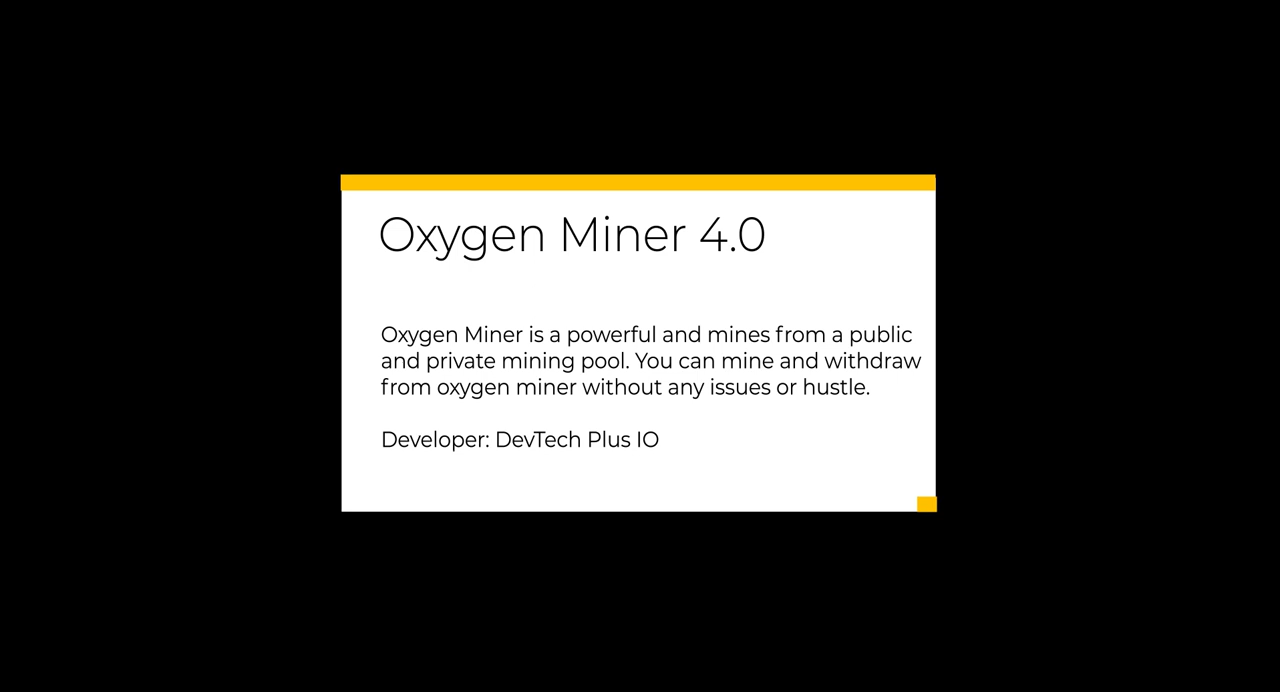 Oxygen Miner 4.0
Oxygen Miner is a powerful and mines from a public
and private mining pool. You can mine and withdraw
from oxygen miner without any issues or hustle.
Developer: DevTech Plus IO